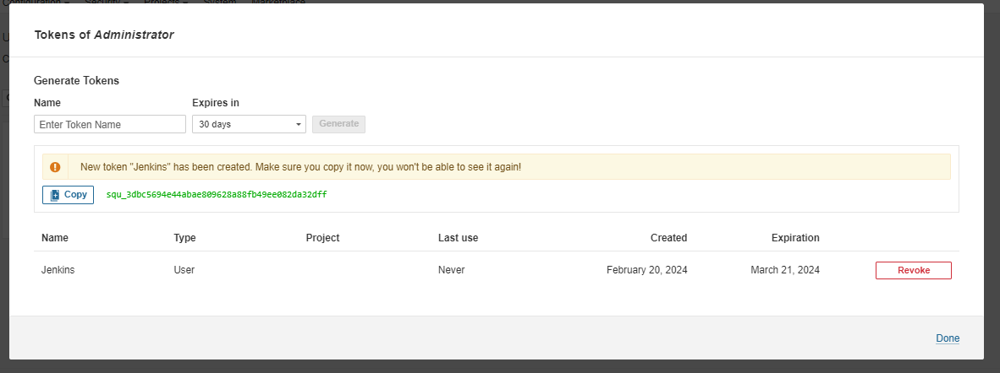 Configuration Security Projects System Marketplace
Tokens of Administrator
Generate Tokens
Name Expires in
Enter Token Name 30 days Generate
New token "Jenkins" has been created. Make sure you copy it now, you won't be able to see it again!
Copy squ_3dbc5694e44abae809628a88fb49ee082da32dff
Name Type Project Last use Created Expiration
Jenkins User Never February 20, 2024 March 21, 2024 Revoke
Done